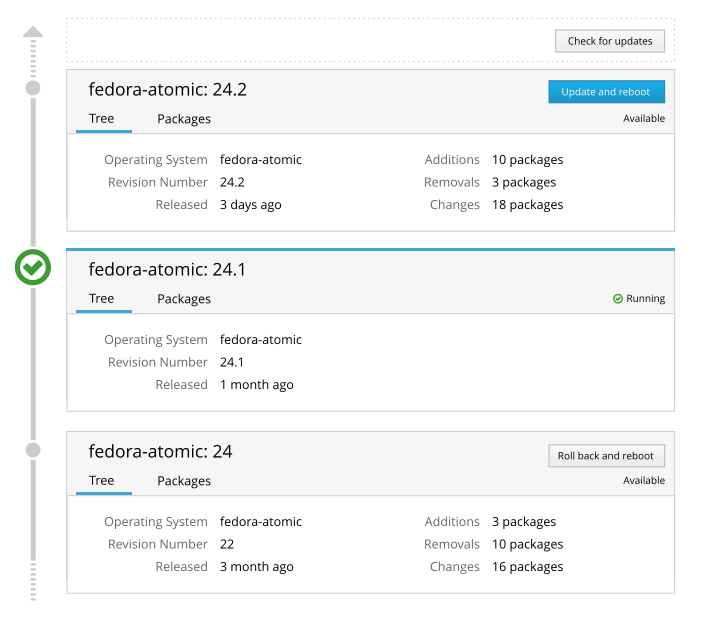 Check for updates
fedora-atomic: 24.2
Update and reboot
Tree Packages Available
Operating System fedora-atomic Additions 10 packages
Revision Number 24.2 Removals 3 packages
Released 3 days ago Changes 18 packages
fedora-atomic: 24.1
Tree Packages Running
Operating System fedora-atomic
Revision Number 24.1
Released 1 month ago
fedora-atomic: 24
Roll back and reboot
Tree Packages Available
Operating System fedora-atomic Additions 3 packages
Revision Number 22 Removals 10 packages
Released 3 month ago Changes 16 packages